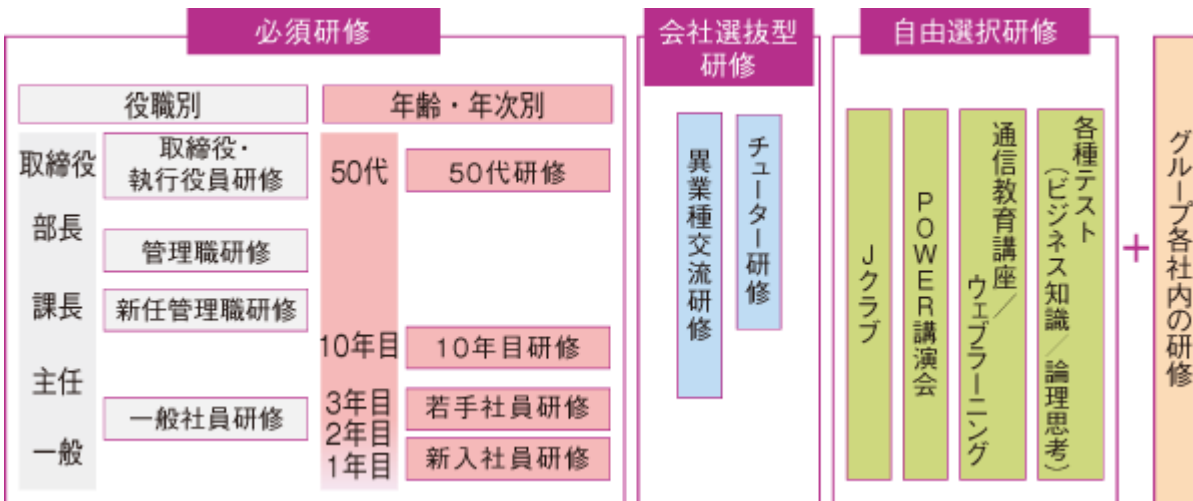 必須研修
役職別
取締役
部長
課長
主任
一般
取締役・
執行役員研修
管理職研修
新任管理職研修
一般社員研修
年齢・年次別
50代
10年目
3年目
2年目
1年目
50代研修
10年目研修
若手社員研修
新入社員研修
会社選抜型
研修
異業種交流研修
チューター研修
自由選択研修
Jクラブ
POWER講演会
通信教育講座／
ウェブラーニング
各種テスト
（ビジネス知識／論理思考）
+
グループ各社内の研修